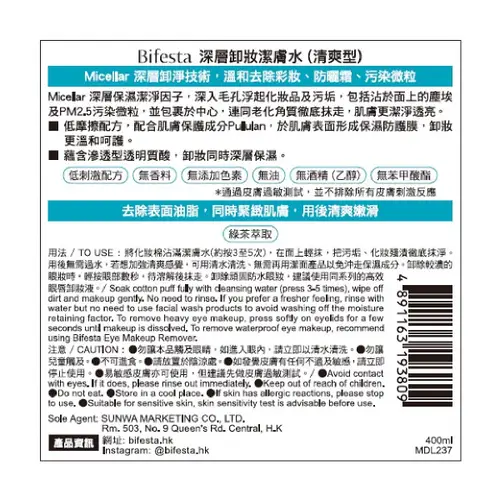 Bifesta 深層卸妝潔膚水 (清爽型)
Micellar 深層卸淨技術，溫和去除彩妝、防曬霜、污染微粒
Micellar 深層保濕潔淨因子，深入毛孔浮起化妝品及污垢，包括沾於面上的塵埃
及PM2.5污染微粒，並包裹於中心，連同老化角質徹底抹走，肌膚更潔淨透亮。
■ 低摩擦配方，配合肌膚保護成分Pullulan，於肌膚表面形成保濕防護膜，卸妝
更溫和呵護。
■ 蘊含滲透型透明質酸，卸妝同時深層保濕。
低刺激配方 無香料 無添加色素 無油 無酒精 (乙醇) 無苯甲酸酯
*通過皮膚過敏測試，並不排除所有皮膚刺激反應
去除表面油脂，同時緊緻肌膚，用後清爽嫩滑
綠茶萃取
用法 / TO USE : 將化妝棉沾滿潔膚水(約按3至5次)，在面上輕抹，把污垢、化妝殘漬徹底抹淨。
用後無需過水，若想加強清爽感覺，可用清水清洗，無需再用潔面產品以免沖走保濕成分。卸除較濃的
眼妝時，輕按眼部數秒，待溶解後抹走。卸除頑固防水眼妝，建議使用同系列的高效
眼唇卸妝液。/ Soak cotton puff fully with cleansing water (press 3-5 times), wipe off
dirt and makeup gently. No need to rinse. If you prefer a fresher feeling, rinse with
water but no need to use facial wash products to avoid washing off the moisture
retaining factor. To remove heavy eye makeup, press softly on eyelids for a few
seconds until makeup is dissolved. To remove waterproof eye makeup, recommend
using Bifesta Eye Makeup Remover.
注意 / CAUTION : ●勿讓本品觸及眼睛，如進入眼內，請立即以清水清洗。●勿讓
兒童觸及。●不可進食。●請放置於陰涼處。●如發覺皮膚有任何不適及敏感，請立即
停止使用。●易敏感皮膚亦可使用，但建議先做皮膚過敏測試。/ ●Avoid contact
with eyes. If it does, please rinse out immediately. ●Keep out of reach of children.
●Do not eat. ●Store in a cool place. ●If skin has allergic reactions, please stop
to use. ●Suitable for sensitive skin, skin sensitivity test is advisable before use.
4891163193809
Sole Agent: SUNWA MARKETING CO., LTD.
Rm. 503, No. 9 Queen's Rd. Central, H.K
產品資訊 網站: bifesta.hk
Instagram: @bifesta.hk
400ml
MDL237